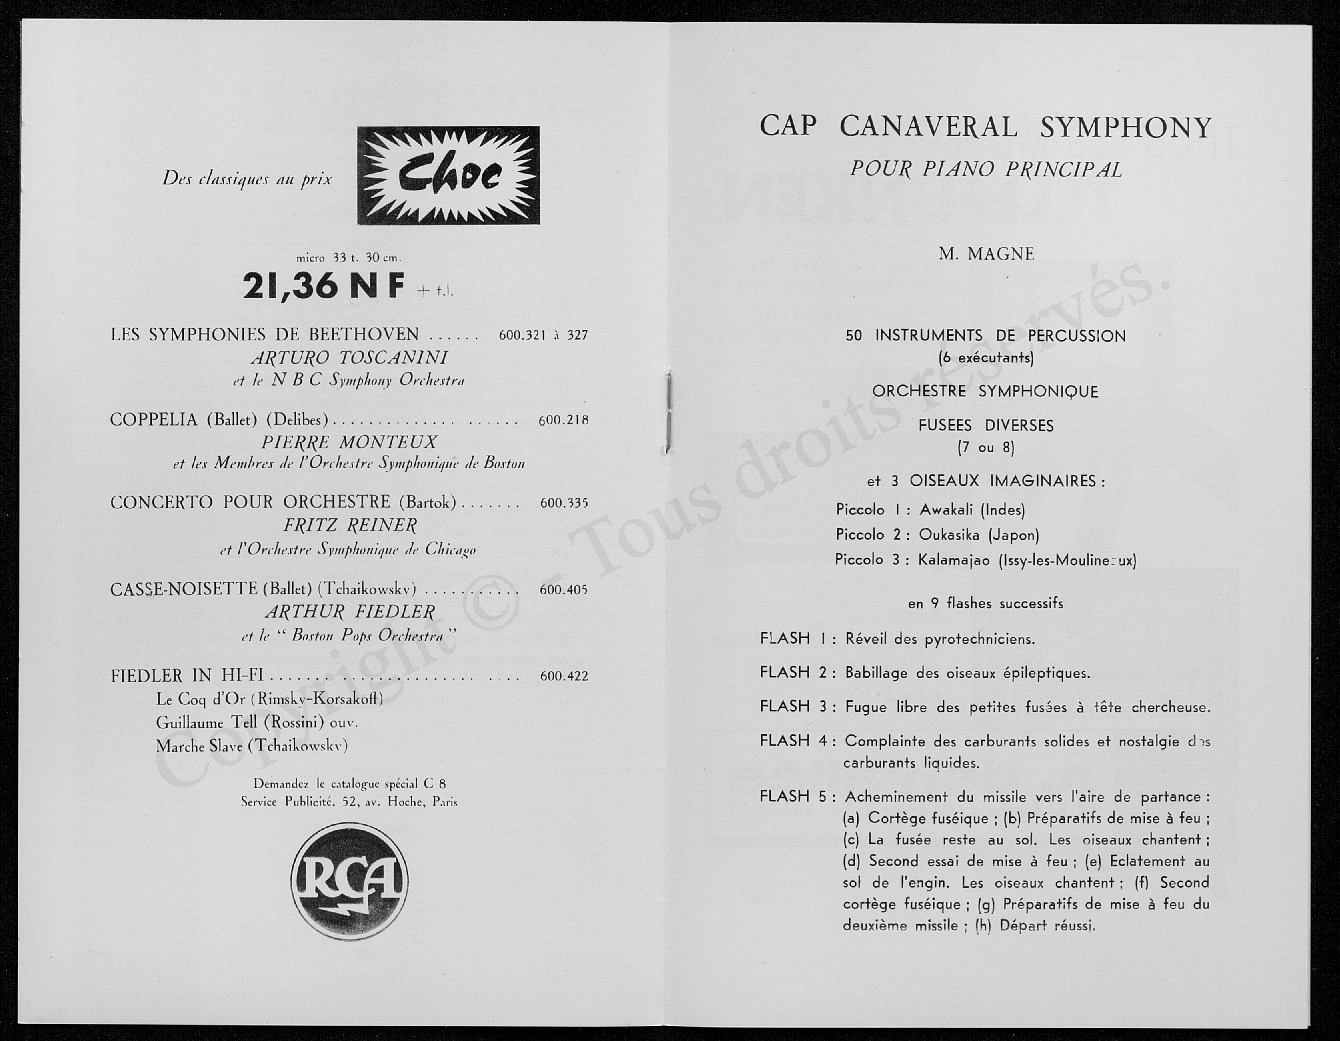 Des classiques au prix
Choc
micro 33 t. 30 cm.
21,36 NF + t.l.
LES SYMPHONIES DE BEETHOVEN ...... 600.321 à 327
ARTURO TOSCANINI
et le NBC Symphony Orchestra
COPPELIA (Ballet) (Delibes)...................... 600.218
PIERRE MONTEUX
et les Membres de l'Orchestre Symphonique de Boston
CONCERTO POUR ORCHESTRE (Bartok)....... 600.335
FRITZ REINER
et l'Orchestre Symphonique de Chicago
CASSE-NOISETTE (Ballet) (Tchaikowsky) ........... 600.405
ARTHUR FIEDLER
et le “ Boston Pops Orchestra ”
FIEDLER IN HI-FI............................ 600.422
Le Coq d'Or (Rimsky-Korsakoff)
Guillaume Tell (Rossini) ouv.
Marche Slave (Tchaikowsky)
Demandez le catalogue spécial C 8
Service Publicité, 52, av. Hoche, Paris
RCA
CAP CANAVERAL SYMPHONY
POUR PIANO PRINCIPAL
M. MAGNE
50 INSTRUMENTS DE PERCUSSION
(6 exécutants)
ORCHESTRE SYMPHONIQUE
FUSEES DIVERSES
(7 ou 8)
et 3 OISEAUX IMAGINAIRES :
Piccolo 1 : Awakali (Indes)
Piccolo 2 : Oukasika (Japon)
Piccolo 3 : Kalamajao (Issy-les-Moulineaux)
en 9 flashes successifs
FLASH 1 : Réveil des pyrotechniciens.
FLASH 2 : Babillage des oiseaux épileptiques.
FLASH 3 : Fugue libre des petites fusées à tête chercheuse.
FLASH 4 : Complainte des carburants solides et nostalgie des
carburants liquides.
FLASH 5 : Acheminement du missile vers l'aire de partance :
(a) Cortège fuséique ; (b) Préparatifs de mise à feu ;
(c) La fusée reste au sol. Les oiseaux chantent ;
(d) Second essai de mise à feu ; (e) Eclatement au
sol de l'engin. Les oiseaux chantent ; (f) Second
cortège fuséique ; (g) Préparatifs de mise à feu du
deuxième missile ; (h) Départ réussi.
Copyright © - Tous droits réservés.